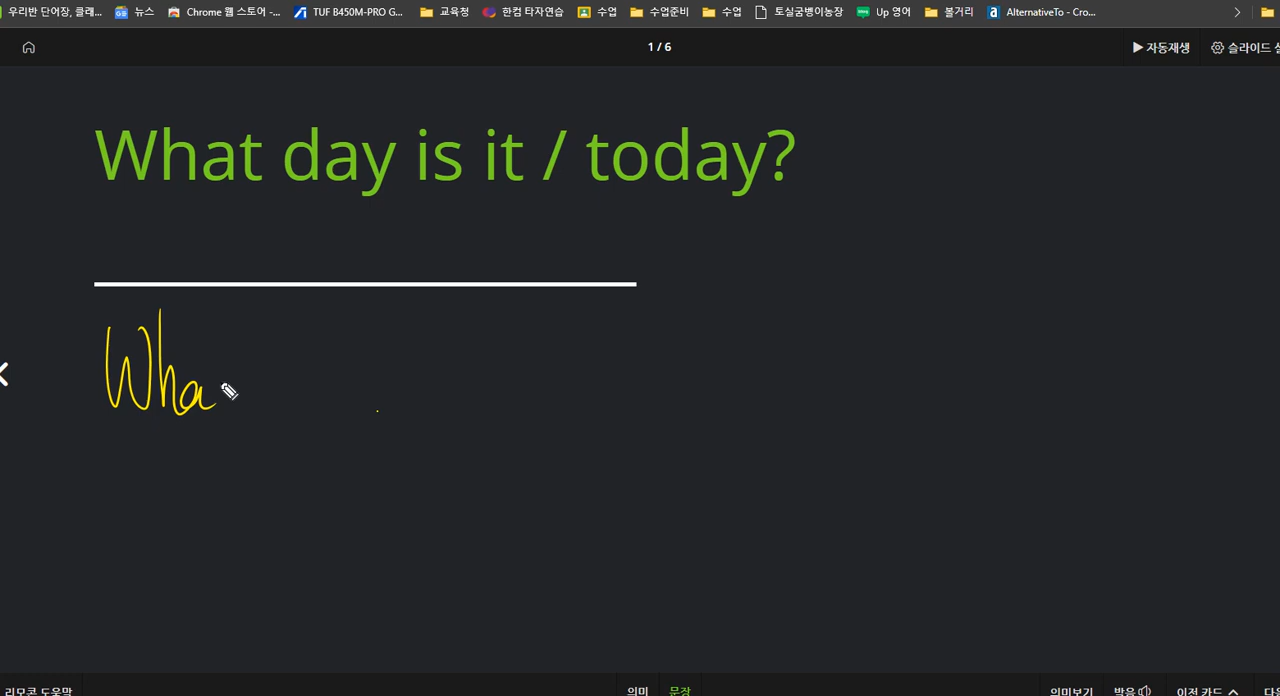 우리반 단어장, 클래... 뉴스 Chrome 웹 스토어 -... TUF B450M-PRO G... 교육청 한컴 타자연습 수업 수업준비 수업 토실굼벵이농장 Up 영어 볼거리 AlternativeTo - Cro...
1 / 6 자동재생 슬라이드
What day is it / today?
Wha
리모콘 도움말 의미 문장 의미보기 발음 이전 카드